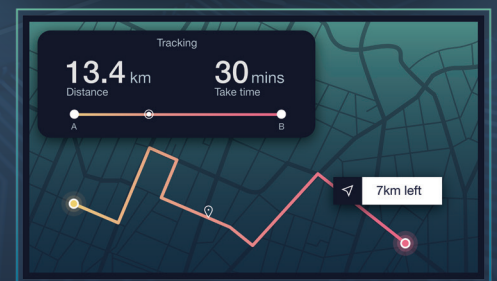 Tracking
13.4 km
Distance
30 mins
Take time
A
B
7km left